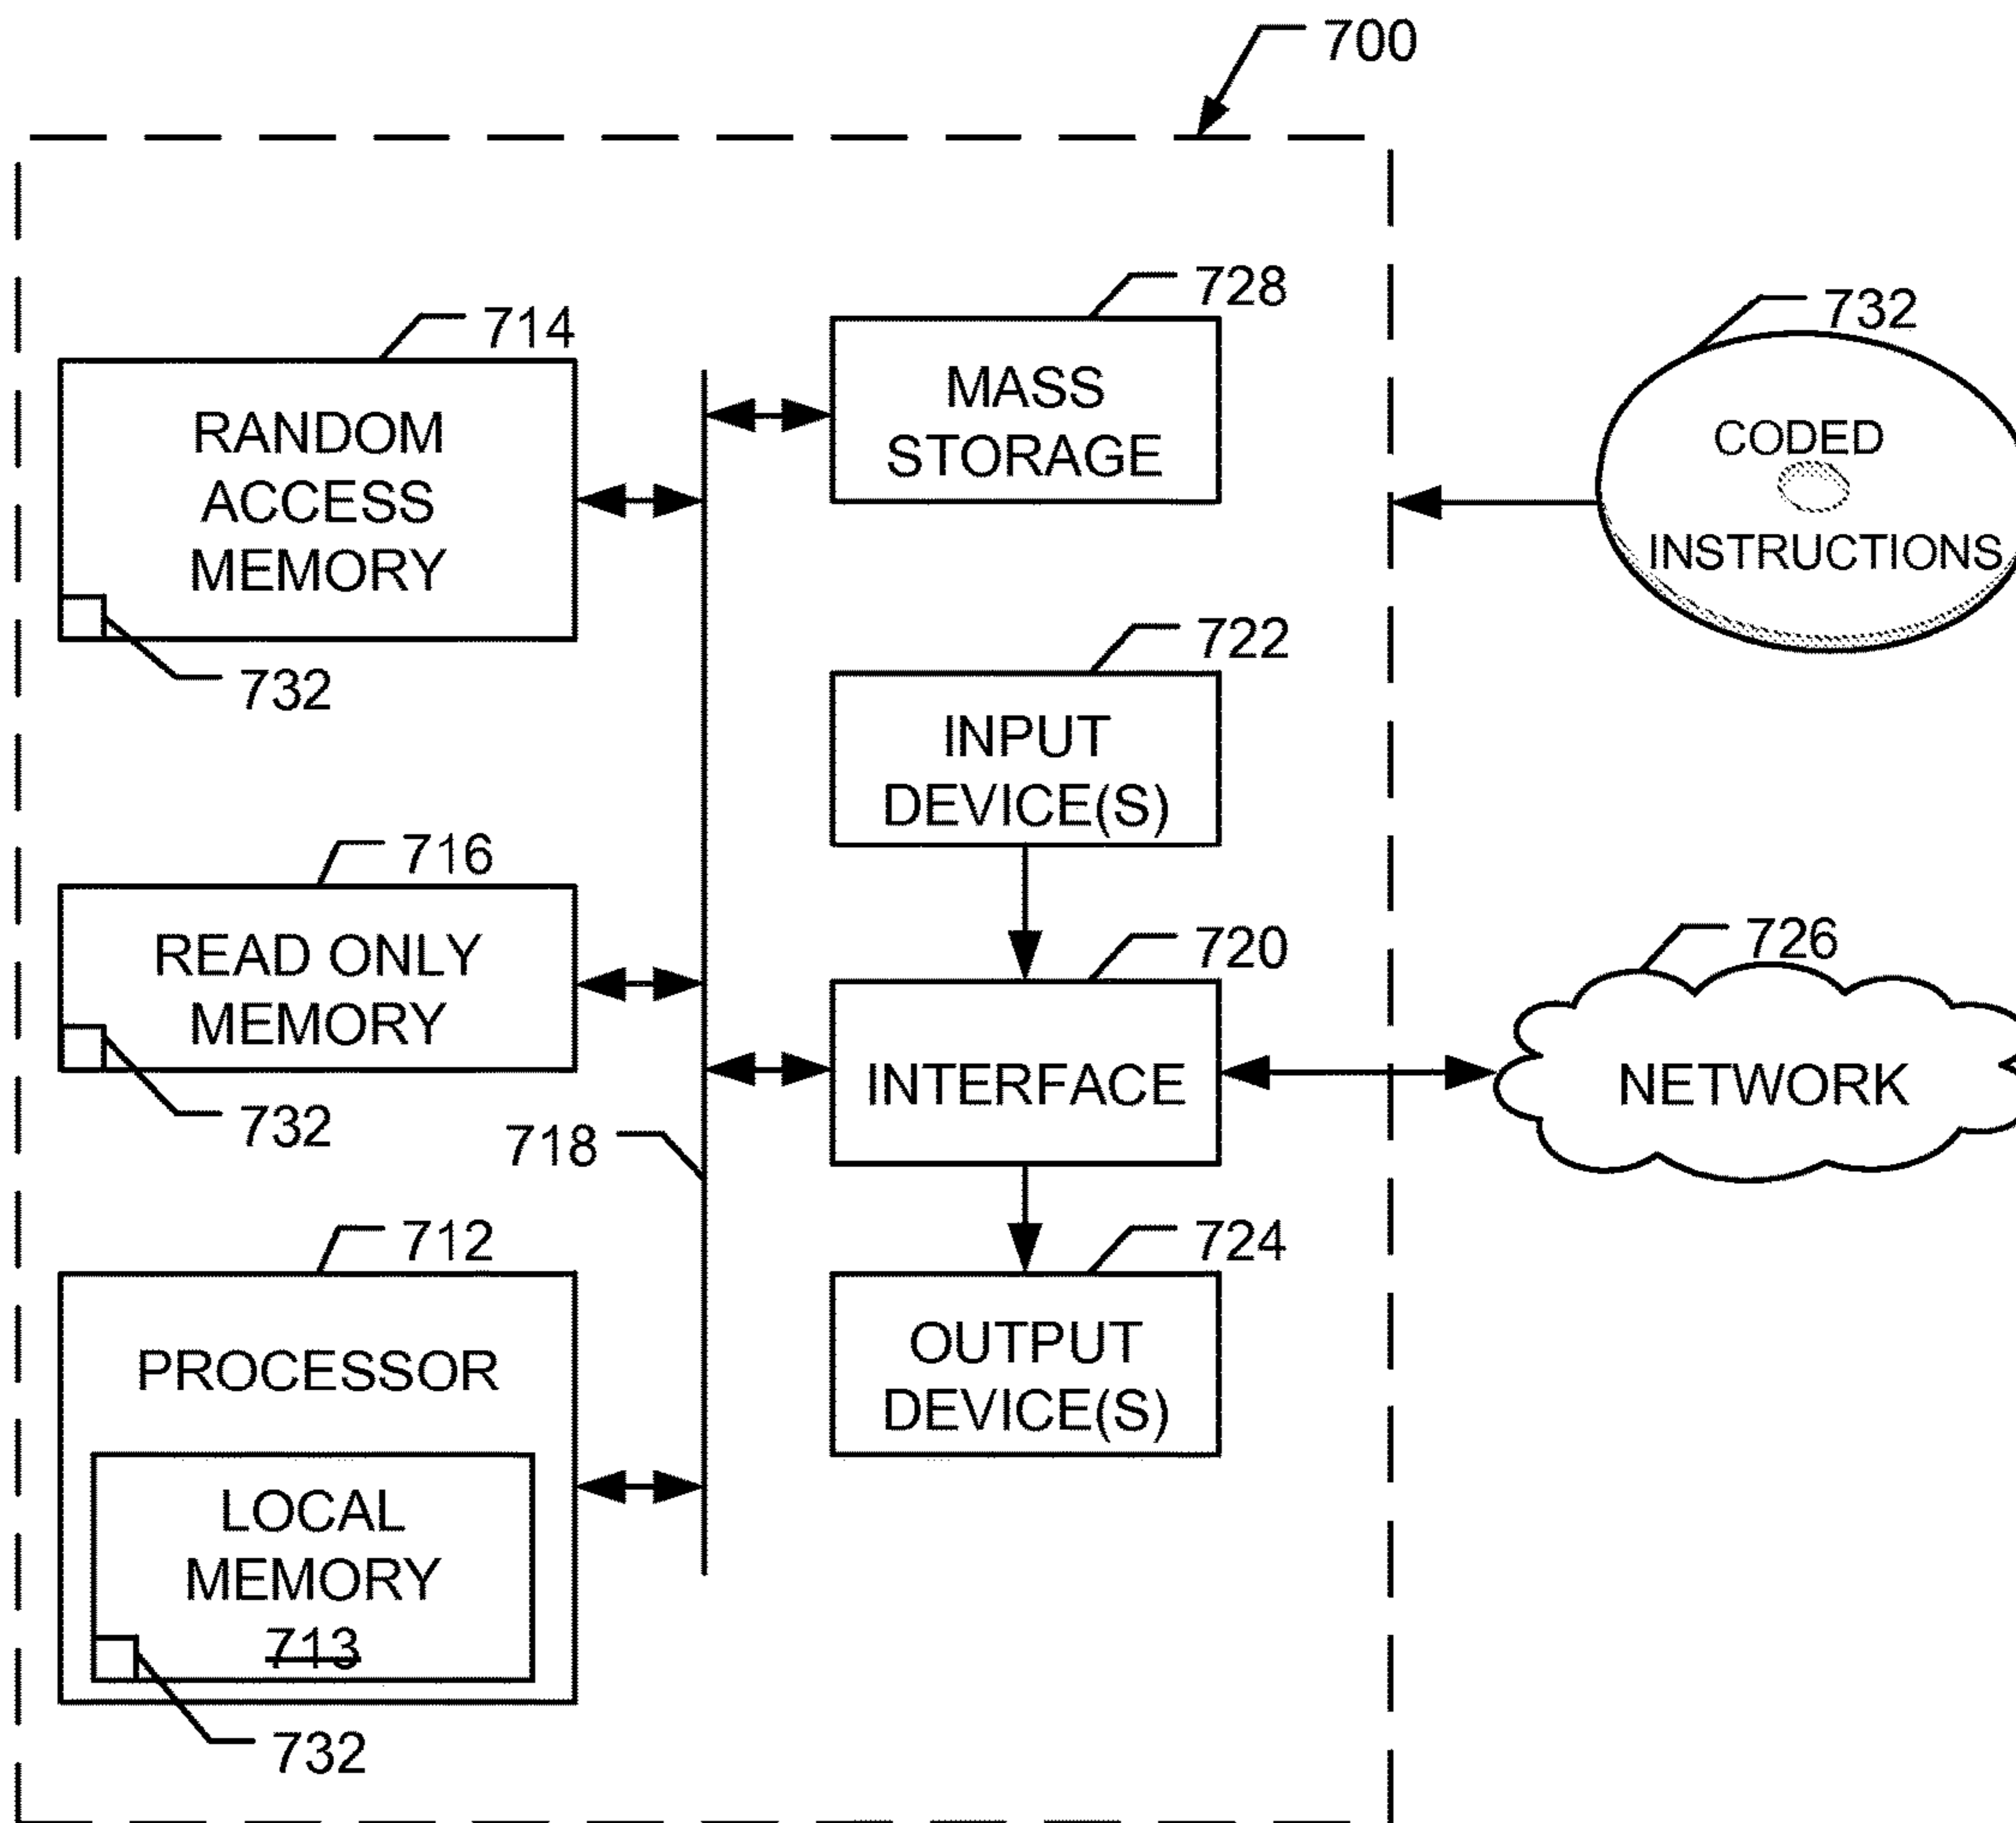 700
728
MASS
STORAGE
714
RANDOM
ACCESS
MEMORY
732
732
CODED
INSTRUCTIONS
722
INPUT
DEVICE(S)
716
READ ONLY
MEMORY
732
720
INTERFACE
726
NETWORK
718
712
PROCESSOR
LOCAL
MEMORY
713
732
724
OUTPUT
DEVICE(S)